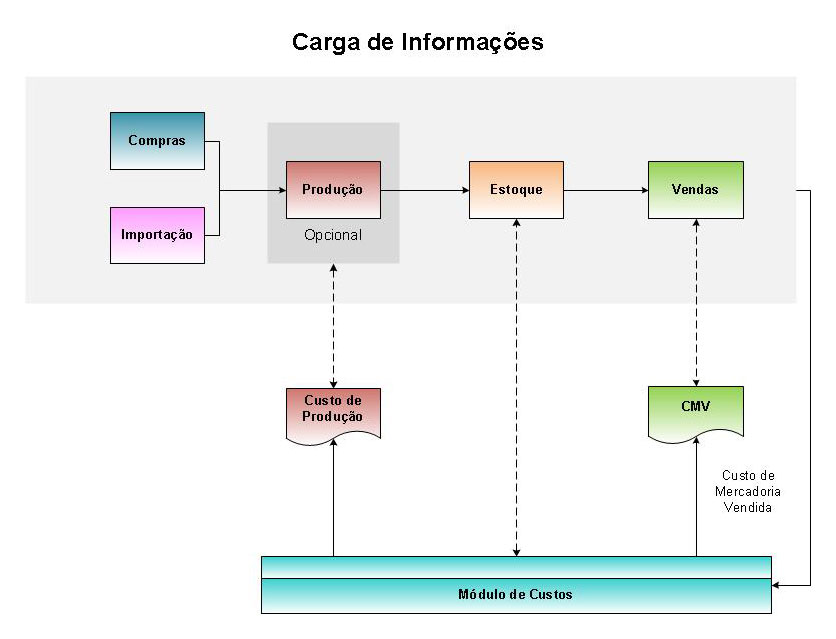 Carga de Informações
Compras
Importação
Produção
Opcional
Estoque
Vendas
Custo de
Produção
CMV
Custo de
Mercadoria
Vendida
Módulo de Custos